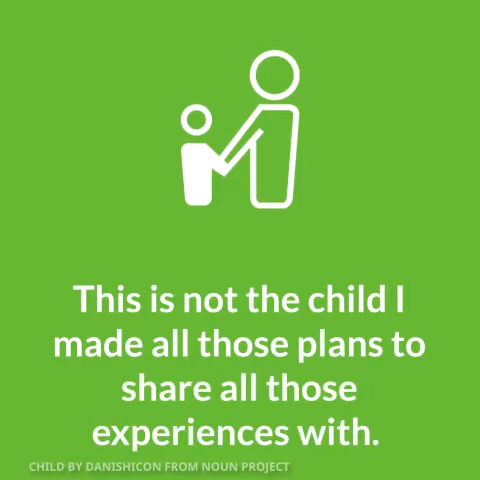 This is not the child I
made all those plans to
share all those
experiences with.
CHILD BY DANISHICON FROM NOUN PROJECT